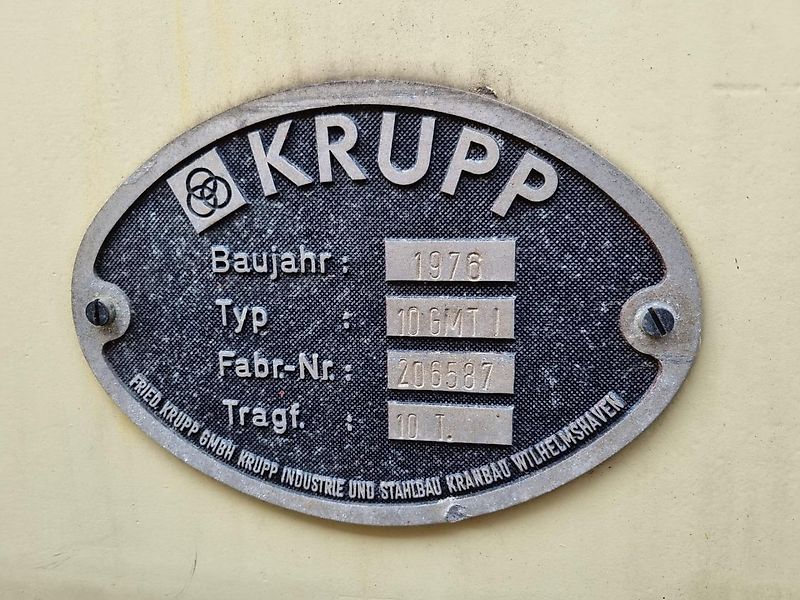 KRUPP
Baujahr : 1976
Typ : 10 GMT
Fabr.-Nr. : 206587
Tragf. : 10 T.
FRIED. KRUPP GMBH KRUPP INDUSTRIE UND STAHLBAU KRANBAU WILHELMSHAVEN